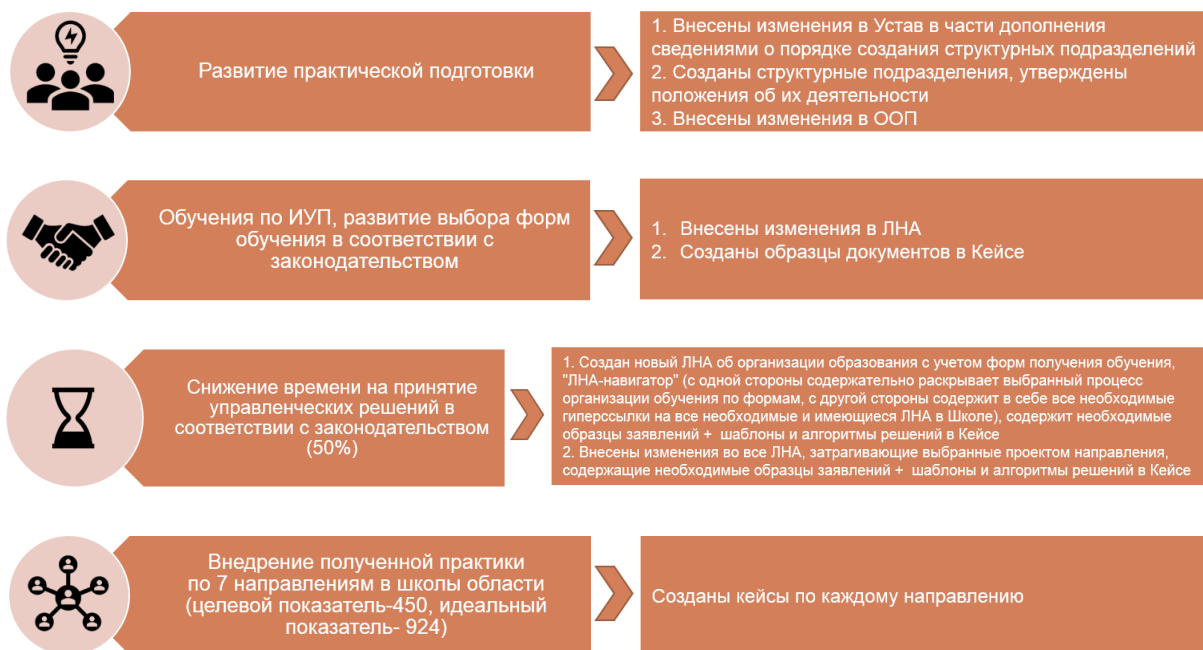 Развитие практической подготовки
1. Внесены изменения в Устав в части дополнения
сведениями о порядке создания структурных подразделений
2. Созданы структурные подразделения, утверждены
положения об их деятельности
3. Внесены изменения в ООП
Обучения по ИУП, развитие выбора форм
обучения в соответствии с
законодательством
1. Внесены изменения в ЛНА
2. Созданы образцы документов в Кейсе
Снижение времени на принятие
управленческих решений в
соответствии с законодательством
(50%)
1. Создан новый ЛНА об организации образования с учетом форм получения обучения,
"ЛНА-навигатор" (с одной стороны содержательно раскрывает выбранный процесс
организации обучения по формам, с другой стороны содержит в себе все необходимые
гиперссылки на все необходимые и имеющиеся ЛНА в Школе), содержит необходимые
образцы заявлений + шаблоны и алгоритмы решений в Кейсе
2. Внесены изменения во все ЛНА, затрагивающие выбранные проектом направления,
содержащие необходимые образцы заявлений + шаблоны и алгоритмы решений в Кейсе
Внедрение полученной практики
по 7 направлениям в школы области
(целевой показатель-450, идеальный
показатель- 924)
Созданы кейсы по каждому направлению